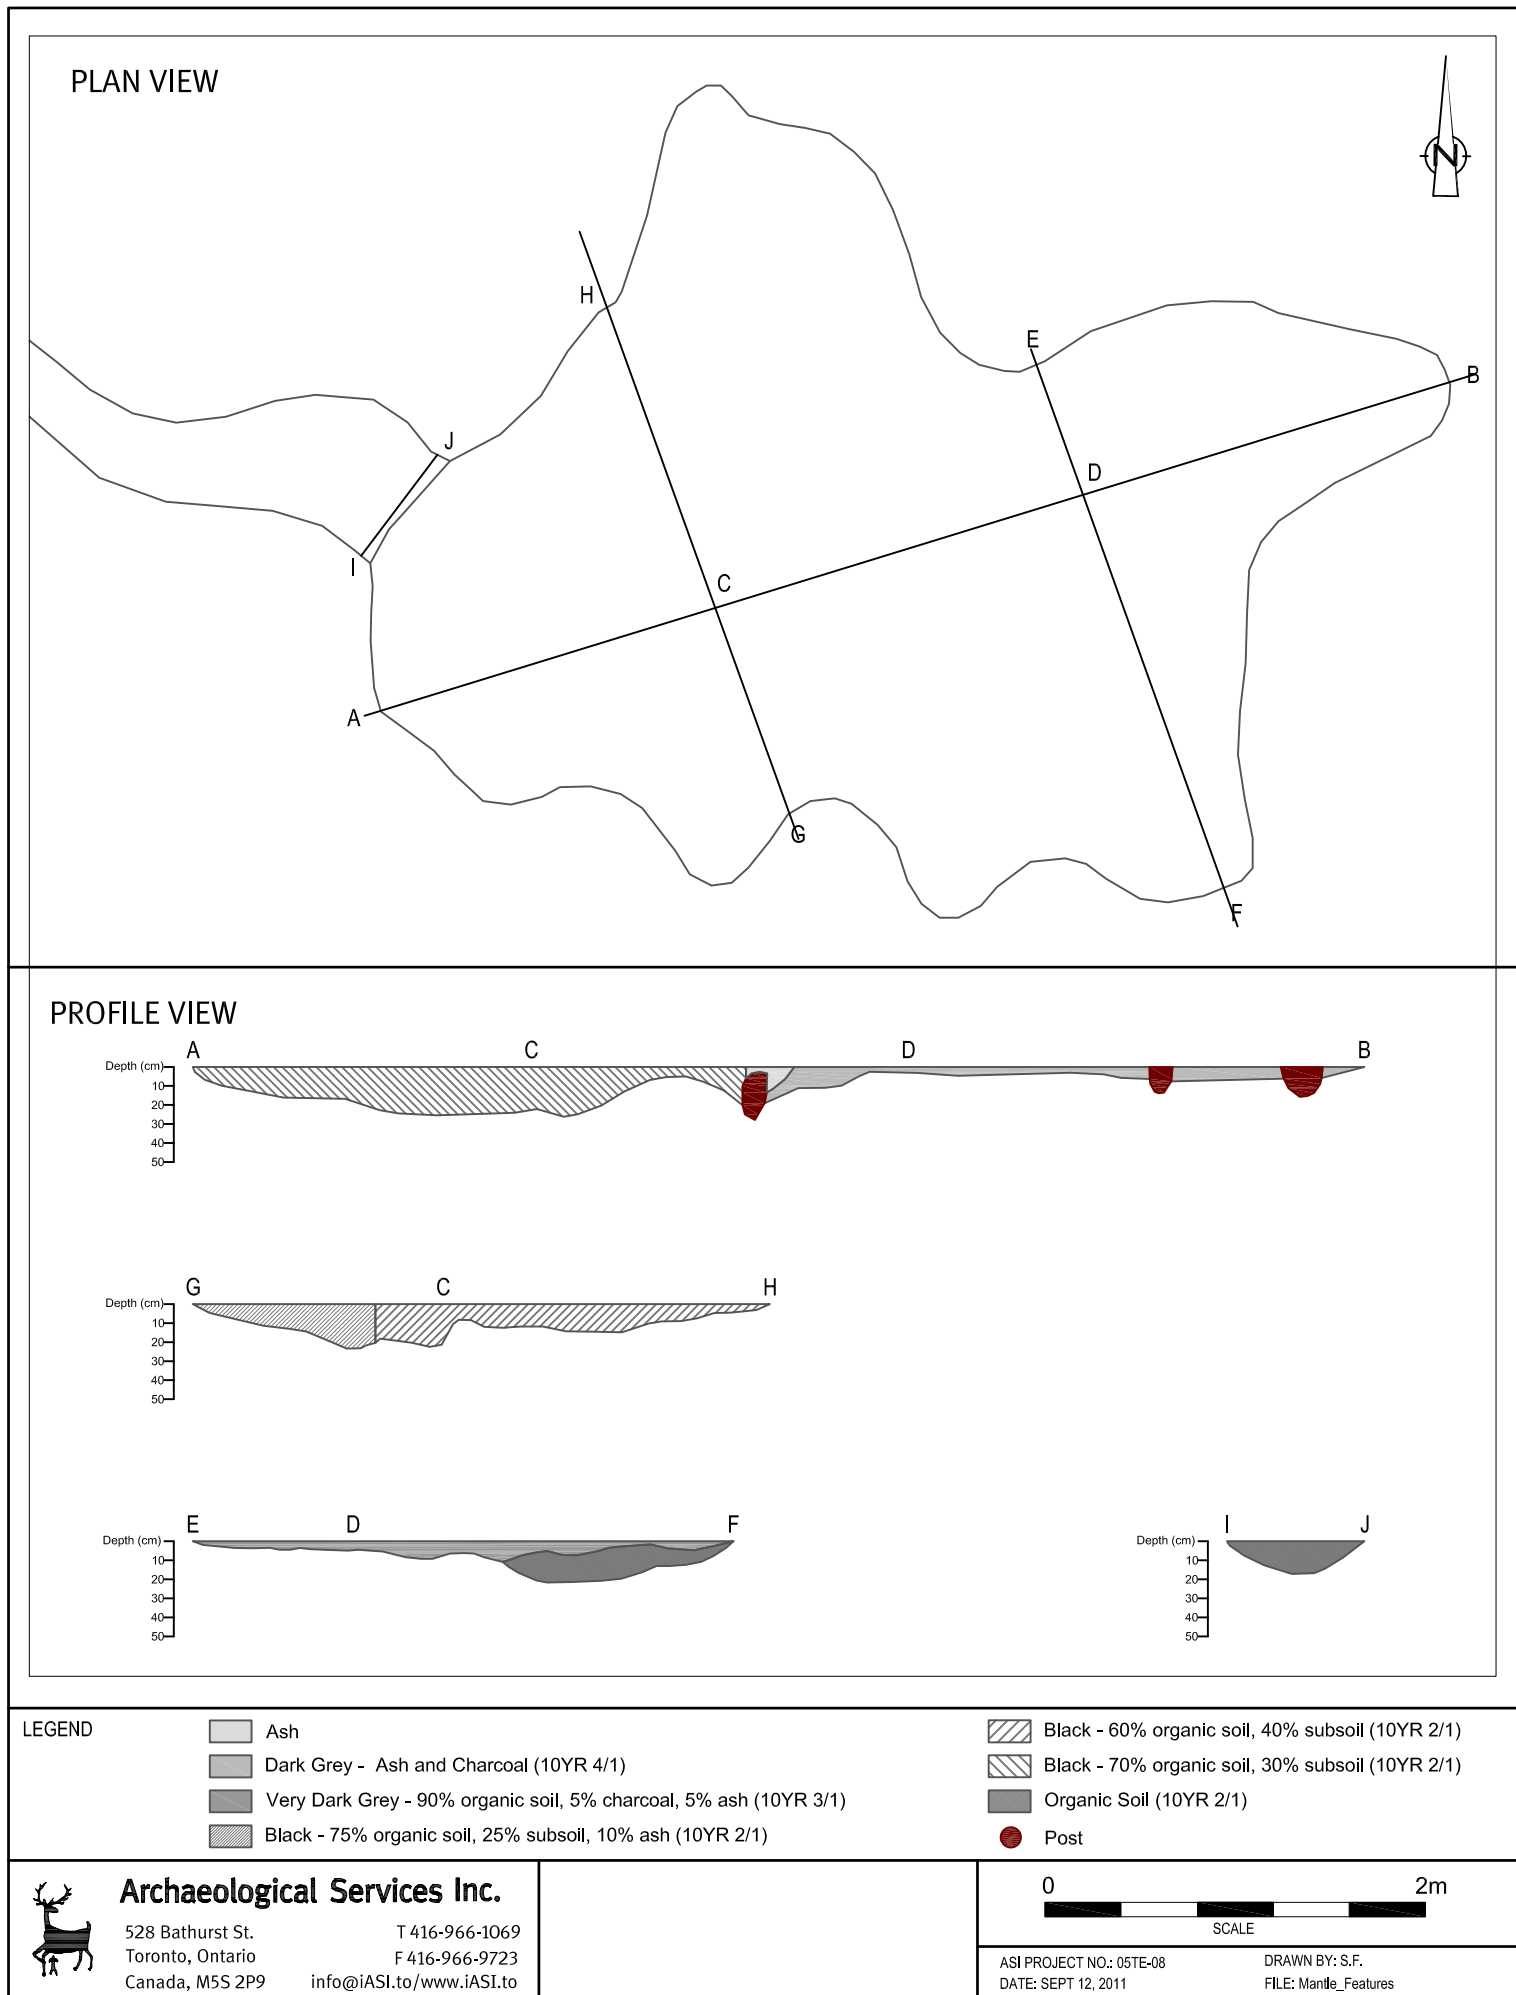 PLAN VIEW
N
H
E
B
J
D
I
C
A
G
F
PROFILE VIEW
A C D B
Depth (cm)
10
20
30
40
50
G C H
Depth (cm)
10
20
30
40
50
E D F
Depth (cm)
10
20
30
40
50
I J
Depth (cm)
10
20
30
40
50
LEGEND
Ash
Dark Grey - Ash and Charcoal (10YR 4/1)
Very Dark Grey - 90% organic soil, 5% charcoal, 5% ash (10YR 3/1)
Black - 75% organic soil, 25% subsoil, 10% ash (10YR 2/1)
Black - 60% organic soil, 40% subsoil (10YR 2/1)
Black - 70% organic soil, 30% subsoil (10YR 2/1)
Organic Soil (10YR 2/1)
Post
Archaeological Services Inc.
528 Bathurst St. T 416-966-1069
Toronto, Ontario F 416-966-9723
Canada, M5S 2P9 info@iASI.to/www.iASI.to
0 2m
SCALE
ASI PROJECT NO.: 05TE-08 DRAWN BY: S.F.
DATE: SEPT 12, 2011 FILE: Mantle_Features